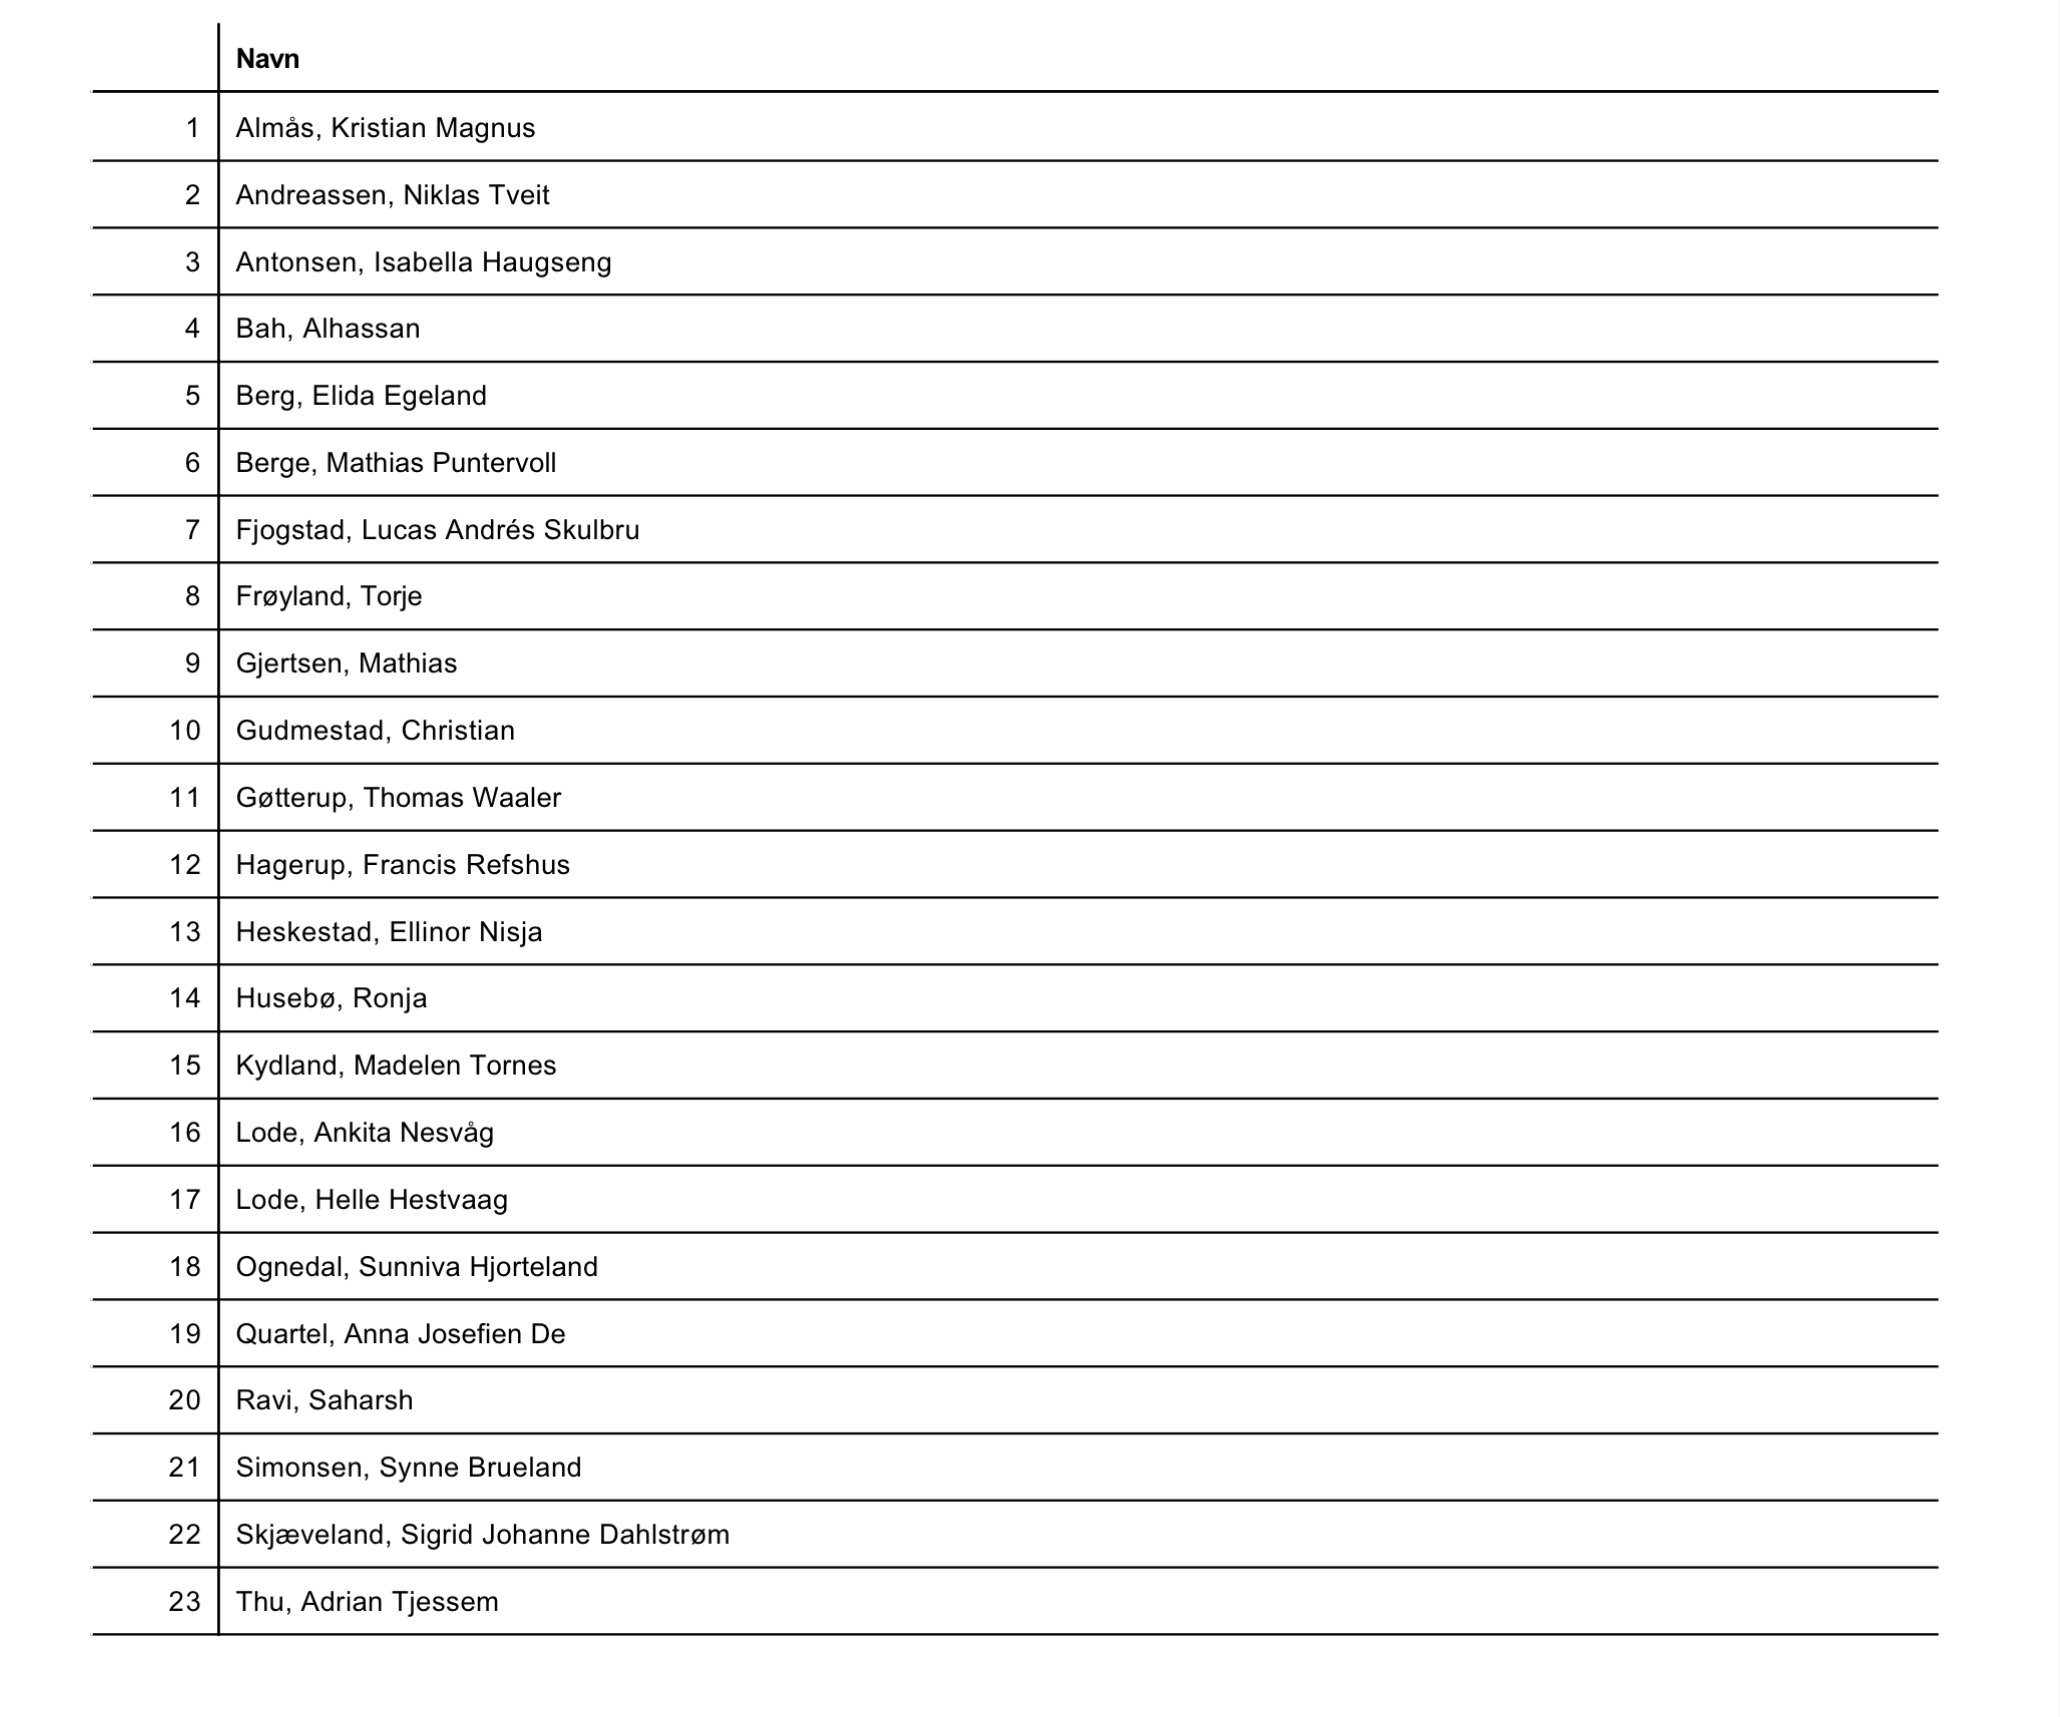 Navn
1 Almås, Kristian Magnus
2 Andreassen, Niklas Tveit
3 Antonsen, Isabella Haugseng
4 Bah, Alhassan
5 Berg, Elida Egeland
6 Berge, Mathias Puntervoll
7 Fjogstad, Lucas Andrés Skulbru
8 Frøyland, Torje
9 Gjertsen, Mathias
10 Gudmestad, Christian
11 Gøtterup, Thomas Waaler
12 Hagerup, Francis Refshus
13 Heskestad, Ellinor Nisja
14 Husebø, Ronja
15 Kydland, Madelen Tornes
16 Lode, Ankita Nesvåg
17 Lode, Helle Hestvaag
18 Ognedal, Sunniva Hjorteland
19 Quartel, Anna Josefien De
20 Ravi, Saharsh
21 Simonsen, Synne Brueland
22 Skjæveland, Sigrid Johanne Dahlstrøm
23 Thu, Adrian Tjessem